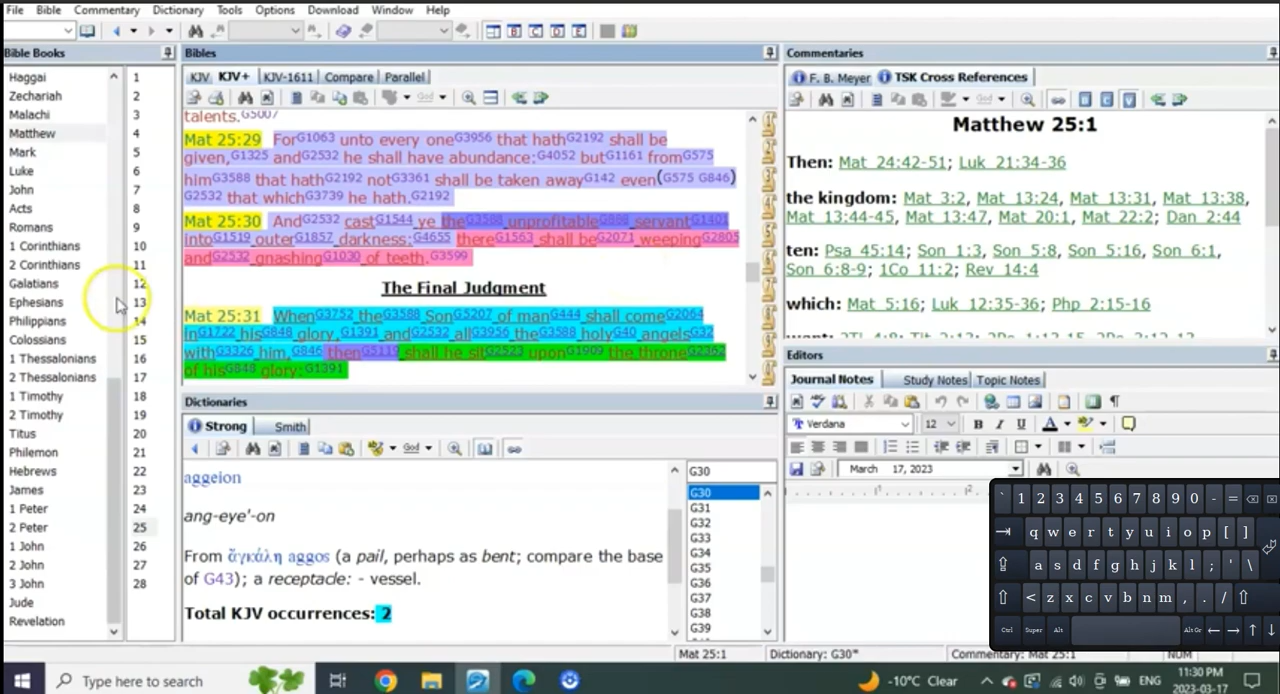 File Bible Commentary Dictionary Tools Options Download Window Help
Bible Books
Haggai
Zechariah
Malachi
Matthew
Mark
Luke
John
Acts
Romans
1 Corinthians
2 Corinthians
Galatians
Ephesians
Philippians
Colossians
1 Thessalonians
2 Thessalonians
1 Timothy
2 Timothy
Titus
Philemon
Hebrews
James
1 Peter
2 Peter
1 John
2 John
3 John
Jude
Revelation
1
2
3
4
5
6
7
8
9
10
11
12
13
14
15
16
17
18
19
20
21
22
23
24
25
26
27
28
Bibles
KJV KJV+ KJV-1611 Compare Parallel
talents.G5007
Mat 25:29 ForG1063 unto every oneG3956 that hathG2192 shall be
given,G1325 andG2532 he shall have abundance:G4052 butG1161 fromG575
himG3588 that hathG2192 notG3361 shall be taken awayG142 even(G575 G846)
G2532 that whichG3739 he hath.G2192
Mat 25:30 AndG2532 castG1544 ye theG3588 unprofitableG888 servantG1401
intoG1519 outerG1857 darkness:G4655 thereG1563 shall beG2071 weepingG2805
andG2532 gnashingG1030 of teeth.G3599
The Final Judgment
Mat 25:31 WhenG3752 theG3588 SonG5207 of manG444 shall comeG2064
inG1722 hisG848 glory,G1391 andG2532 allG3956 theG3588 holyG40 angelsG32
withG3326 him,G846 thenG5119 shall he sitG2523 uponG1909 the throneG2362
of hisG848 glory:G1391
Dictionaries
Strong Smith
aggeion
ang-eye'-on
From ἄγκάλη aggos (a pail, perhaps as bent; compare the base
of G43); a receptacle: - vessel.
Total KJV occurrences: 2
G30
G30
G31
G32
G33
G34
G35
G36
G37
G38
G39
Commentaries
F. B. Meyer TSK Cross References
Matthew 25:1
Then: Mat 24:42-51; Luk 21:34-36
the kingdom: Mat 3:2, Mat 13:24, Mat 13:31, Mat 13:38,
Mat 13:44-45, Mat 13:47, Mat 20:1, Mat 22:2; Dan 2:44
ten: Psa 45:14; Son 1:3, Son 5:8, Son 5:16, Son 6:1,
Son 6:8-9; 1Co 11:2; Rev 14:4
which: Mat 5:16; Luk 12:35-36; Php 2:15-16
Editors
Journal Notes Study Notes Topic Notes
Verdana 12 B I U A
March 17, 2023
` 1 2 3 4 5 6 7 8 9 0 - =
q w e r t y u i o p [ ]
a s d f g h j k l ; ' \
< z x c v b n m , . /
Ctrl Super Alt Alt Gr
Mat 25:1 Dictionary: G30* Commentary: Mat 25:1 NUM
Type here to search
-10°C Clear
ENG
11:30 PM
2023-03-17